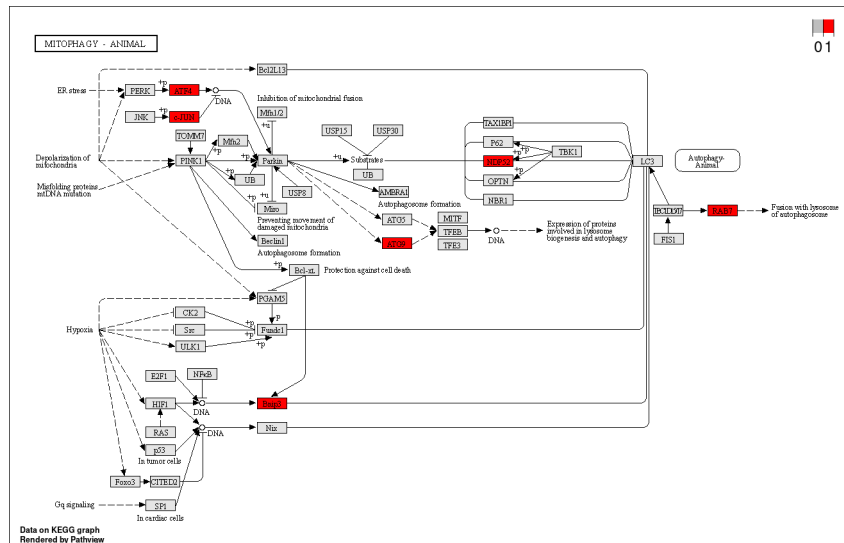 MITOPHAGY - ANIMAL
0 1
Bcl2L13
ER stress
PERK
+p
ATF4
DNA
JNK
+p
c-JUN
Inhibition of mitochondrial fusion
Mfn1/2
+u
TOMM7
Mfn2
USP15
USP30
TAX1BP1
P62
TBK1
+p
Depolarization of
mitochondria
PINK1
+p
UB
+p
Parkin
+u
Substrates
UB
NDP52
+p
LC3
Autophagy-
Animal
Misfolding proteins
mtDNA mutation
USP8
AMBRA1
Autophagosome formation
OPTN
NBR1
+p
+u
Miro
Preventing movement of
damaged mitochondria
ATG5
MITF
TFEB
TFE3
DNA
Expression of proteins
involved in lysosome
biogenesis and autophagy
ATG9
TBC1D15/17
RAB7
Fusion with lysosome
of autophagosome
FIS1
Beclin1
Autophagosome formation
+p
Bcl-xL
Protection against cell death
PGAM5
-p
Hypoxia
CK2
+p
Src
+p
Fundc1
ULK1
+p
E2F1
NFκB
HIF1
DNA
Bnip3
RAS
DNA
Nix
p53
In tumor cells
Foxo3
CITED2
Gq signaling
SP1
In cardiac cells
Data on KEGG graph
Rendered by Pathview